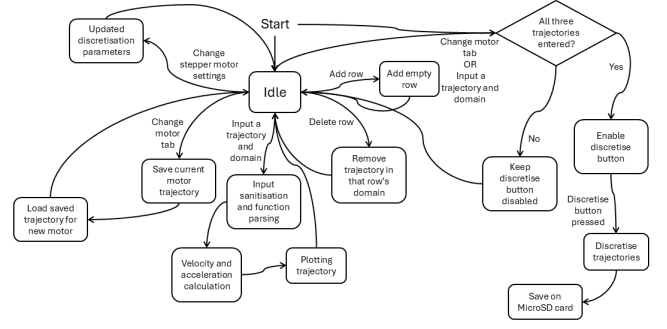 Start
Updated
discretisation
parameters
Change
stepper motor
settings
Idle
Add row
Add empty
row
Change motor
tab
OR
Input a
trajectory and
domain
All three
trajectories
entered?
Yes
No
Enable
discretise
button
Keep
discretise
button
disabled
Discretise
button
pressed
Discretise
trajectories
Save on
MicroSD card
Delete row
Remove
trajectory in
that row's
domain
Input a
trajectory
and
domain
Input
sanitisation
and function
parsing
Velocity and
acceleration
calculation
Plotting
trajectory
Change
motor
tab
Save current
motor
trajectory
Load saved
trajectory for
new motor